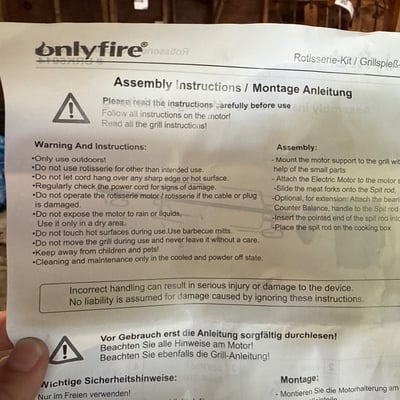 onlyfire®
Rotisserie-Kit / Grillspieß-
Assembly Instructions / Montage Anleitung
Please read the instructions carefully before use
Follow all instructions on the motor!
Read all the grill instructions!
Warning And Instructions:
•Only use outdoors!
•Do not use rotisserie for other than intended use.
•Do not let cord hang over any sharp edge or hot surface.
•Regularly check the power cord for signs of damage.
•Do not operate the rotisserie motor / rotisserie if the cable or plug
is damaged.
•Do not expose the motor to rain or liquids.
Use it only in a dry area.
•Do not touch hot surfaces during use.Use barbecue mitts.
•Do not move the grill during use and never leave it without a care.
•Keep away from children and pets!
•Cleaning and maintenance only in the cooled and powder off state.
Assembly:
- Mount the motor support to the grill wit
help of the small parts
- Attach the Electric Motor to the motor s
-Slide the meat forks onto the Spit rod,
-Optional, for extension: Attach the beari
Counter Balance, handle to the Spit rod
-Insert the pointed end of the spit rod into
-Place the spit rod on the cooking box
Incorrect handling can result in serious injury or damage to the device.
No liability is assumed for damage caused by ignoring these instructions.
Vor Gebrauch erst die Anleitung sorgfältig durchlesen!
Beachten Sie alle Hinweise am Motor!
Beachten Sie ebenfalls die Grill-Anleitung!
Wichtige Sicherheitshinweise:
Nur im Freien verwenden!
Montage:
- Montieren Sie die Motorhalterung am